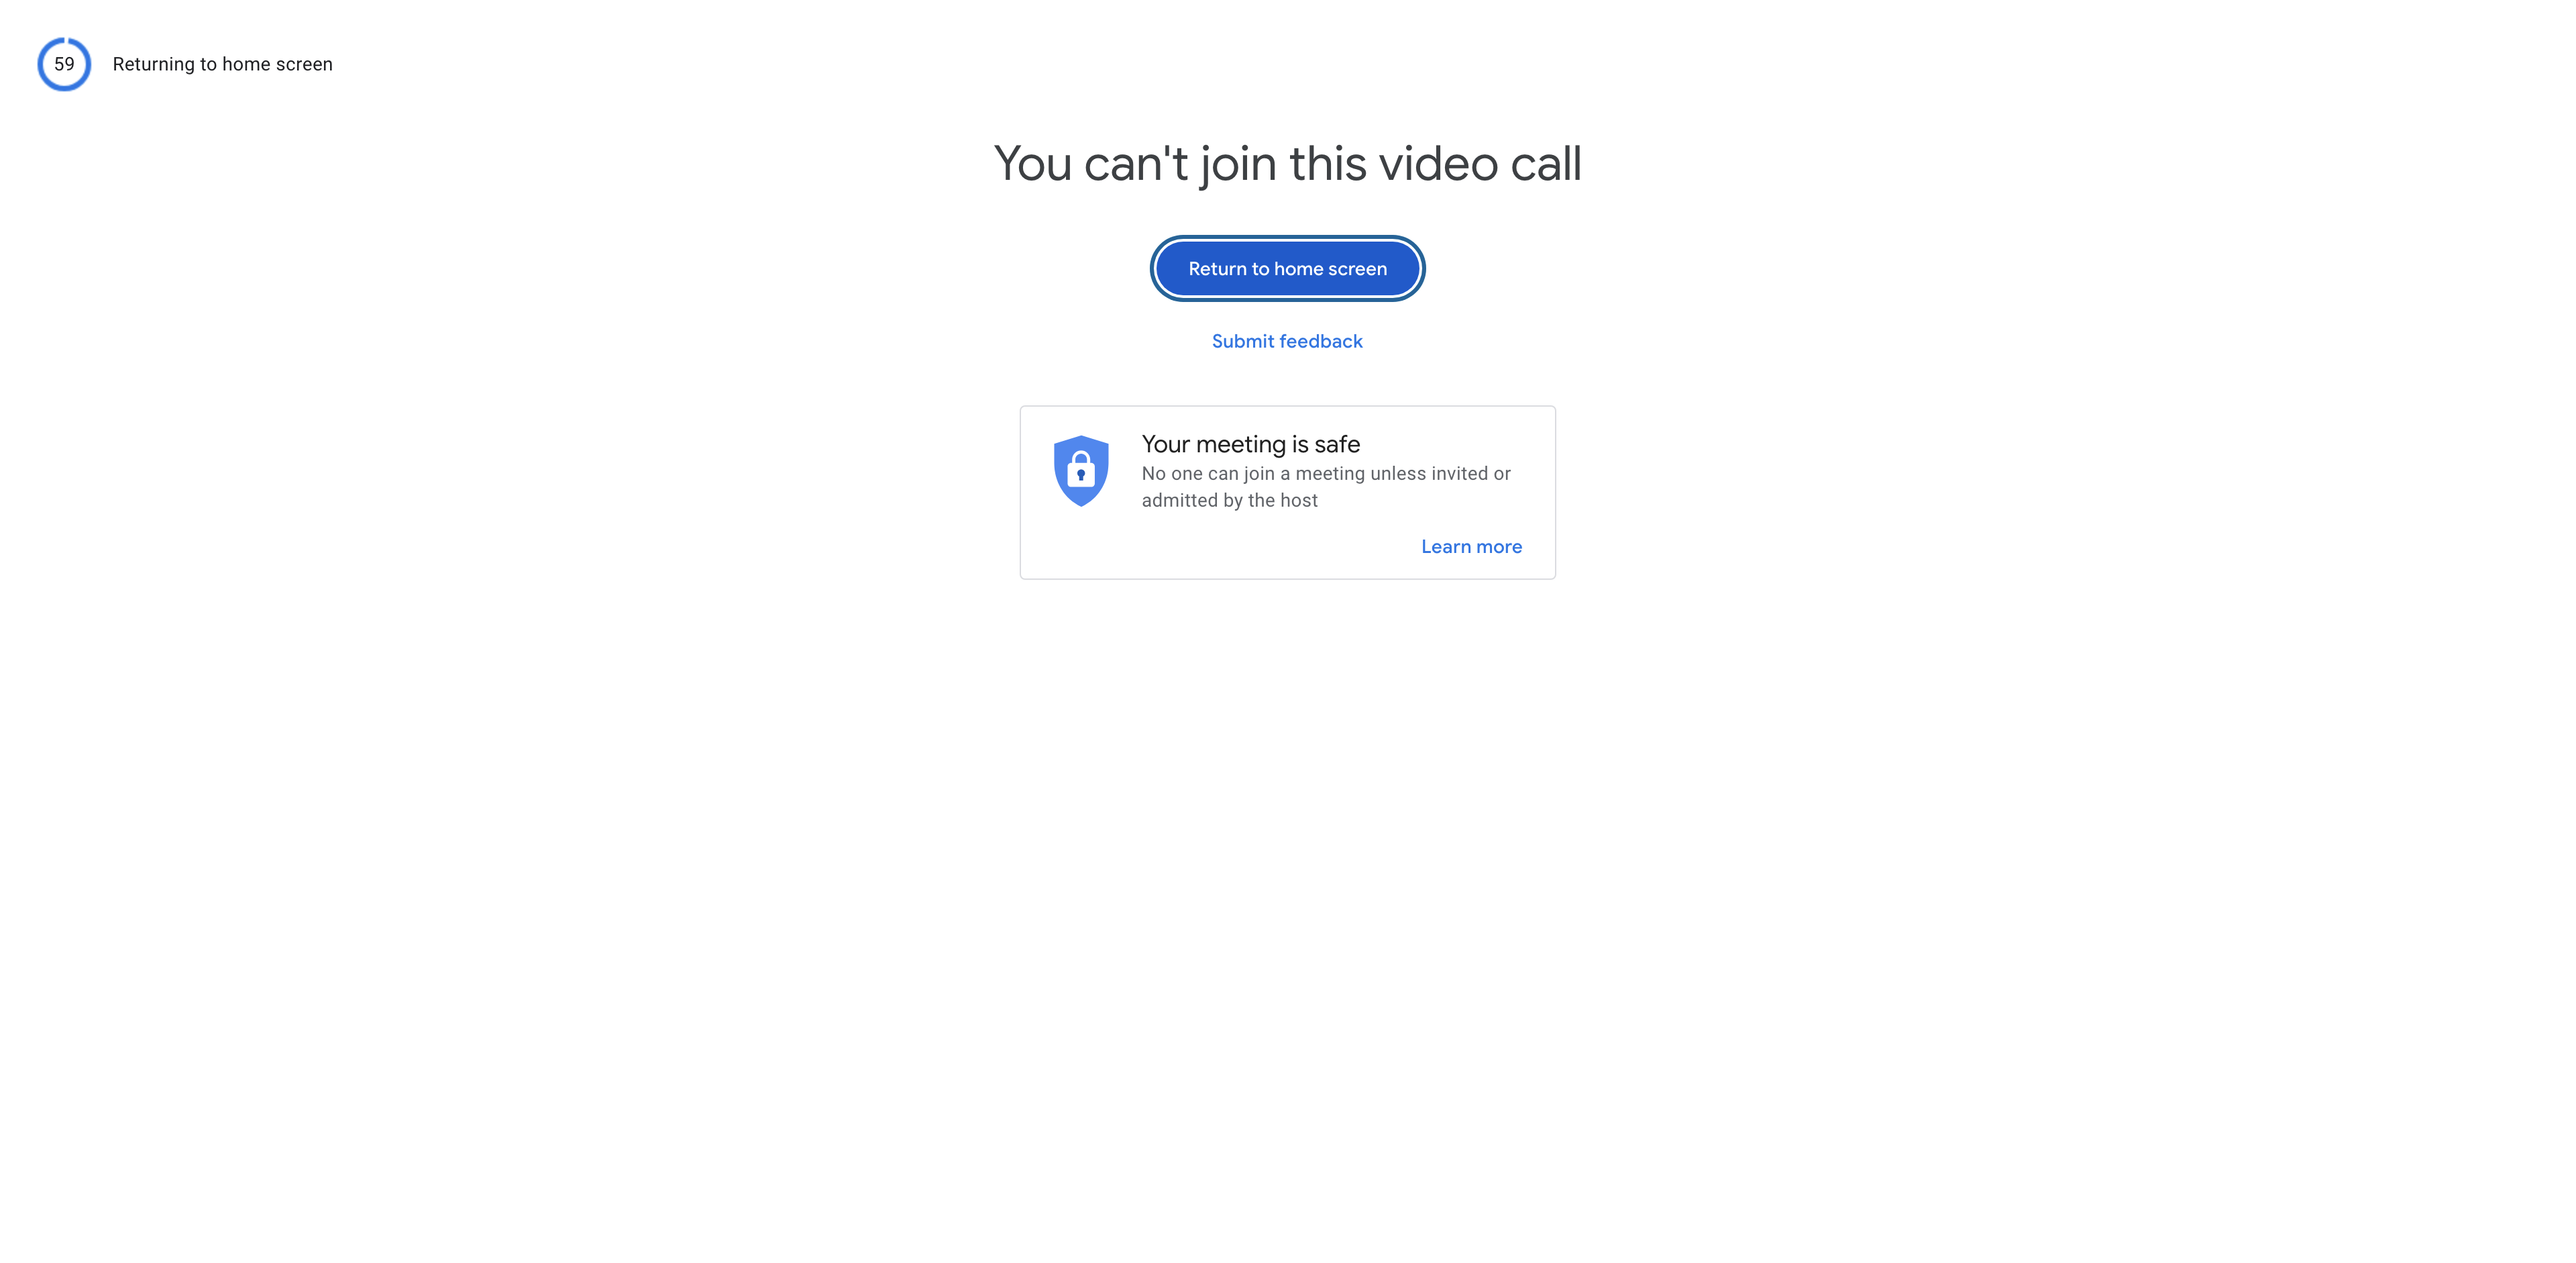 59
Returning to home screen
You can't join this video call
Return to home screen
Submit feedback
Your meeting is safe
No one can join a meeting unless invited or
admitted by the host
Learn more